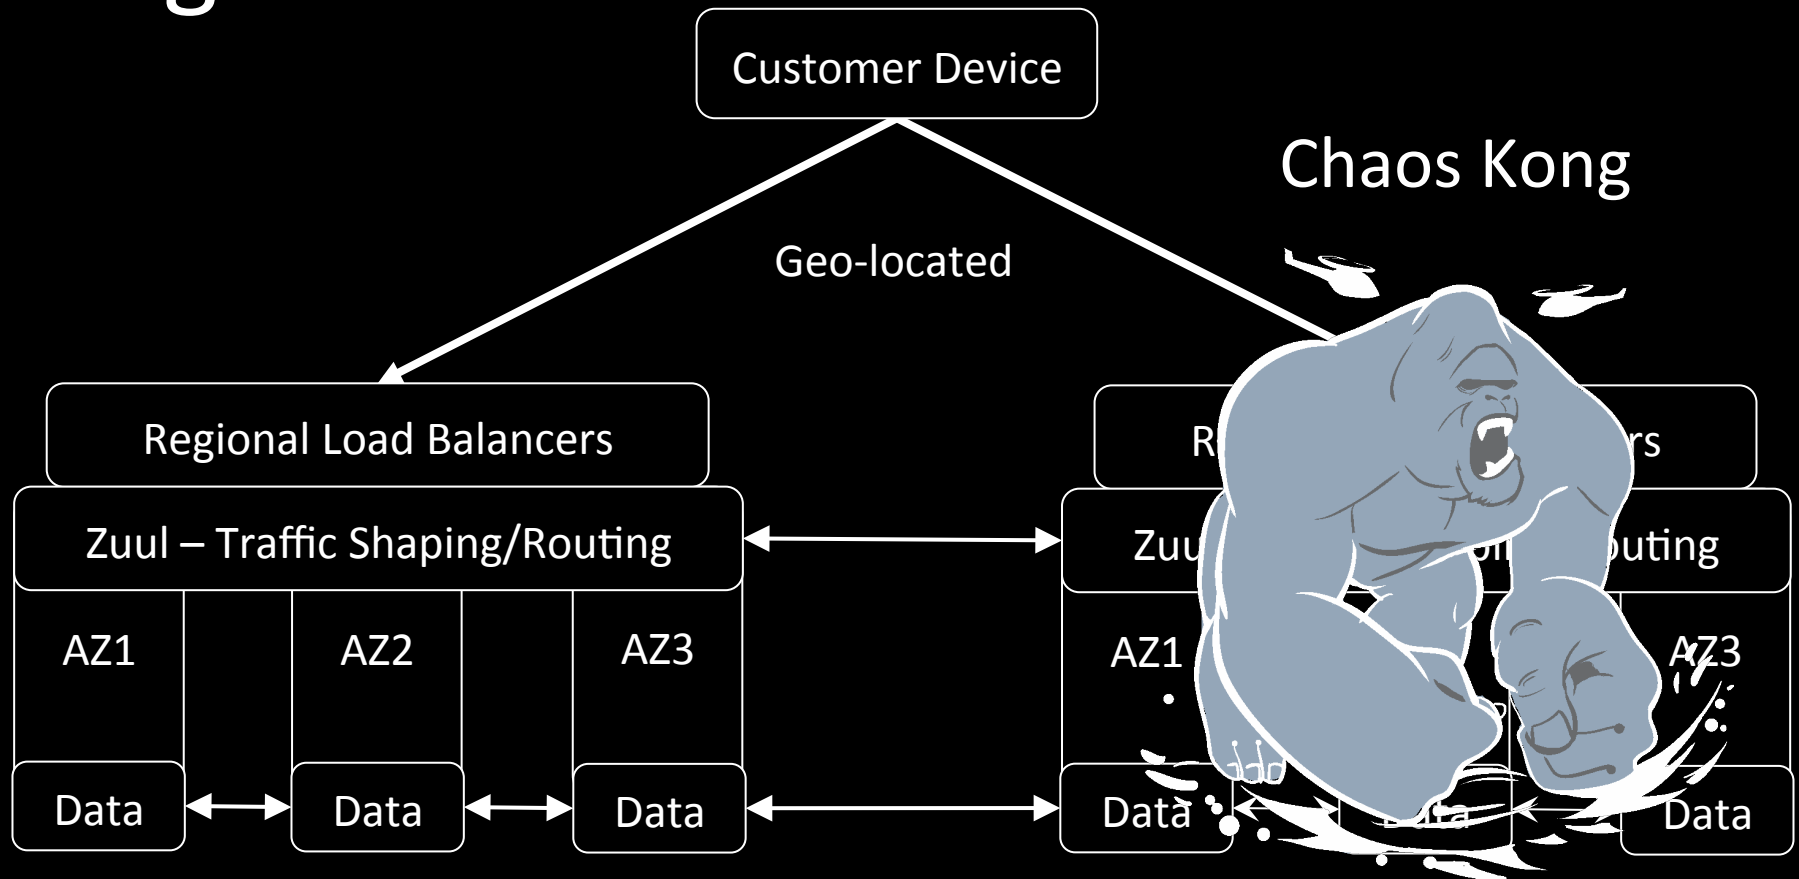 Customer Device
Chaos Kong
Geo-located
Regional Load Balancers
Zuul – Traffic Shaping/Routing
AZ1
AZ2
AZ3
AZ1
AZ3
Data
Data
Data
Data
Data
Data